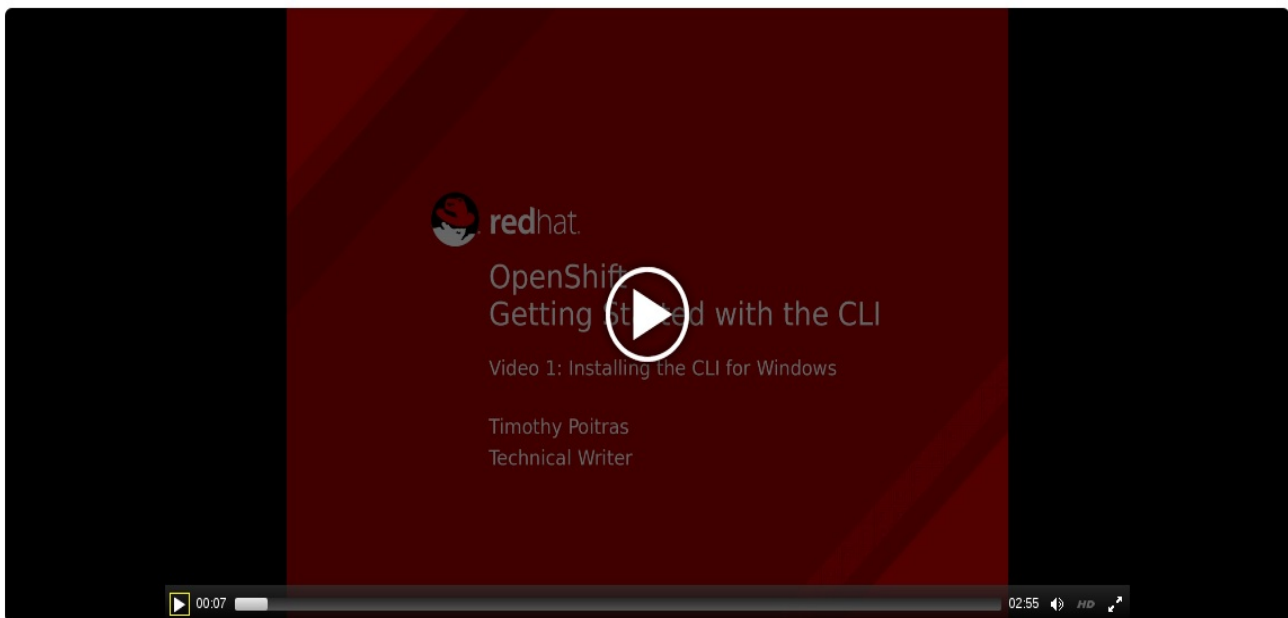 redhat.
OpenShift
Getting Started with the CLI
Video 1: Installing the CLI for Windows
Timothy Poitras
Technical Writer
00:07 02:55 HD